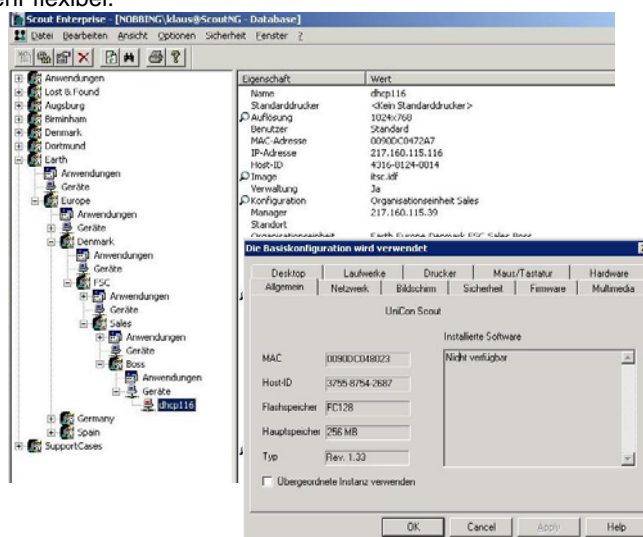 ehr flexibel.
Scout Enterprise - [NOBBING\klaus@ScoutNG - Database]
Datei Bearbeiten Ansicht Optionen Sicherheit Fenster ?
Anwendungen
Lost & Found
Augsburg
Birminham
Denmark
Dortmund
Earth
Anwendungen
Geräte
Europe
Anwendungen
Geräte
Denmark
Anwendungen
Geräte
FSC
Anwendungen
Geräte
Sales
Anwendungen
Geräte
Boss
Anwendungen
Geräte
dhcp116
Germany
Spain
SupportCases
Eigenschaft Wert
Name dhcp116
Standarddrucker <Kein Standarddrucker>
Auflösung 1024x768
Benutzer Standard
MAC-Adresse 0090DC0472A7
IP-Adresse 217.160.115.116
Host-ID 4316-8124-0014
Image itsc.idf
Verwaltung Ja
Konfiguration Organisationseinheit Sales
Manager 217.160.115.39
Standort
Organisationseinheit Earth Europe Denmark FSC Sales Boss
Die Basiskonfiguration wird verwendet
Desktop Laufwerke Drucker Maus/Tastatur Hardware
Allgemein Netzwerk Bildschirm Sicherheit Firmware Multimedia
UniCon Scout
Installierte Software
MAC 0090DC048023 Nicht verfügbar
Host-ID 3755-8754-2687
Flashspeicher FC128
Hauptspeicher 256 MB
Typ Rev. 1.33
Übergeordnete Instanz verwenden
OK Cancel Apply Help